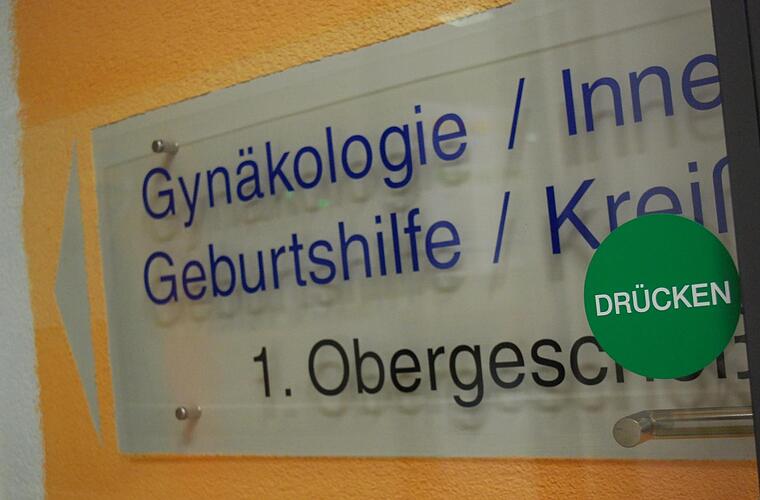 Gynäkologie / Inne
Geburtshilfe / Kreiß
DRÜCKEN
1. Obergesch